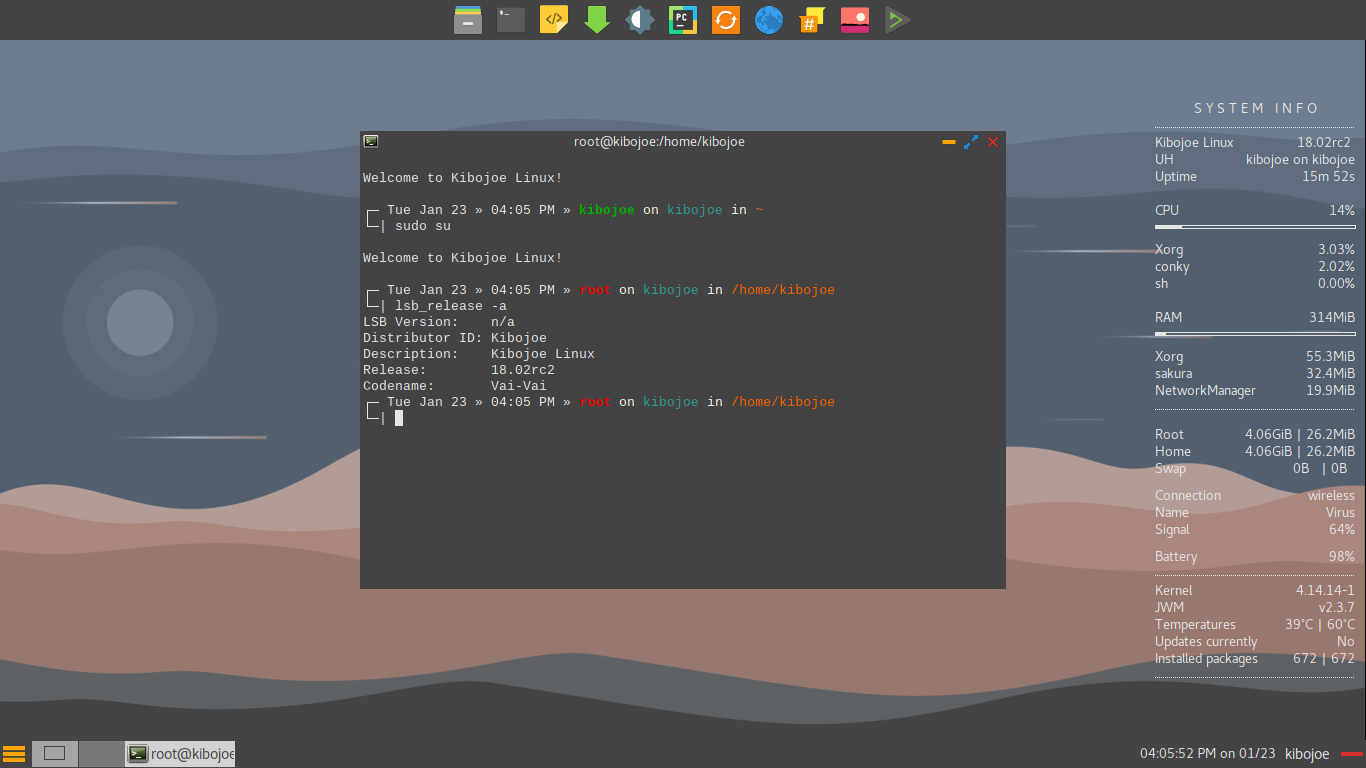 PC
#
root@kibojoe:/home/kibojoe
Welcome to Kibojoe Linux!
Tue Jan 23 » 04:05 PM » kibojoe on kibojoe in ~
sudo su
Welcome to Kibojoe Linux!
Tue Jan 23 » 04:05 PM » root on kibojoe in /home/kibojoe
lsb_release -a
LSB Version: n/a
Distributor ID: Kibojoe
Description: Kibojoe Linux
Release: 18.02rc2
Codename: Vai-Vai
Tue Jan 23 » 04:05 PM » root on kibojoe in /home/kibojoe
SYSTEM INFO
Kibojoe Linux 18.02rc2
UH kibojoe on kibojoe
Uptime 15m 52s
CPU 14%
Xorg 3.03%
conky 2.02%
sh 0.00%
RAM 314MiB
Xorg 55.3MiB
sakura 32.4MiB
NetworkManager 19.9MiB
Root 4.06GiB | 26.2MiB
Home 4.06GiB | 26.2MiB
Swap 0B | 0B
Connection wireless
Name Virus
Signal 64%
Battery 98%
Kernel 4.14.14-1
JWM v2.3.7
Temperatures 39°C | 60°C
Updates currently No
Installed packages 672 | 672
root@kibojoe
04:05:52 PM on 01/23 kibojoe